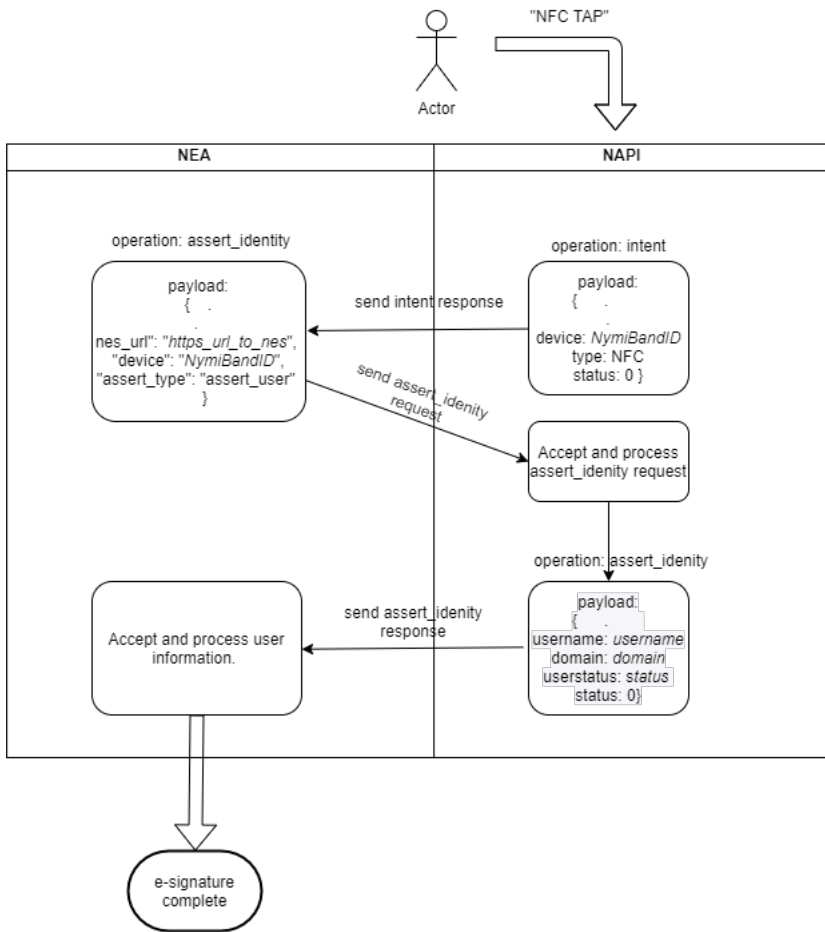 "NFC TAP"
Actor
NEA
NAPI
operation: assert_identity
payload:
{ .
.
nes_url": "https_url_to_nes",
"device": "NymiBandID",
"assert_type": "assert_user"
}
send intent response
operation: intent
payload:
{ .
.
device: NymiBandID
type: NFC
status: 0 }
send assert_idenity
request
Accept and process
assert_idenity request
operation: assert_idenity
payload:
{ .
username: username
domain: domain
userstatus: status
status: 0}
send assert_idenity
response
Accept and process user
information.
e-signature
complete